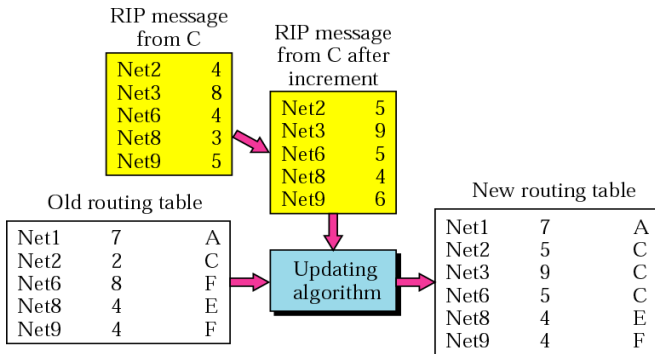 RIP message
from C
Net2 4
Net3 8
Net6 4
Net8 3
Net9 5
RIP message
from C after
increment
Net2 5
Net3 9
Net6 5
Net8 4
Net9 6
Old routing table
Net1 7 A
Net2 2 C
Net6 8 F
Net8 4 E
Net9 4 F
Updating
algorithm
New routing table
Net1 7 A
Net2 5 C
Net3 9 C
Net6 5 C
Net8 4 E
Net9 4 F